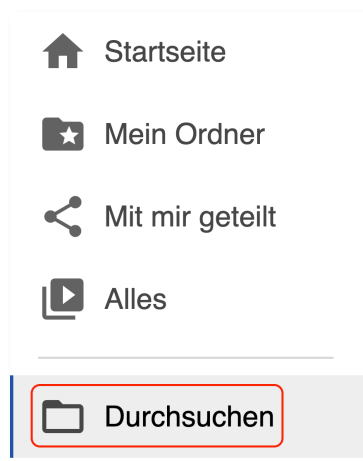 Startseite
Mein Ordner
Mit mir geteilt
Alles
Durchsuchen